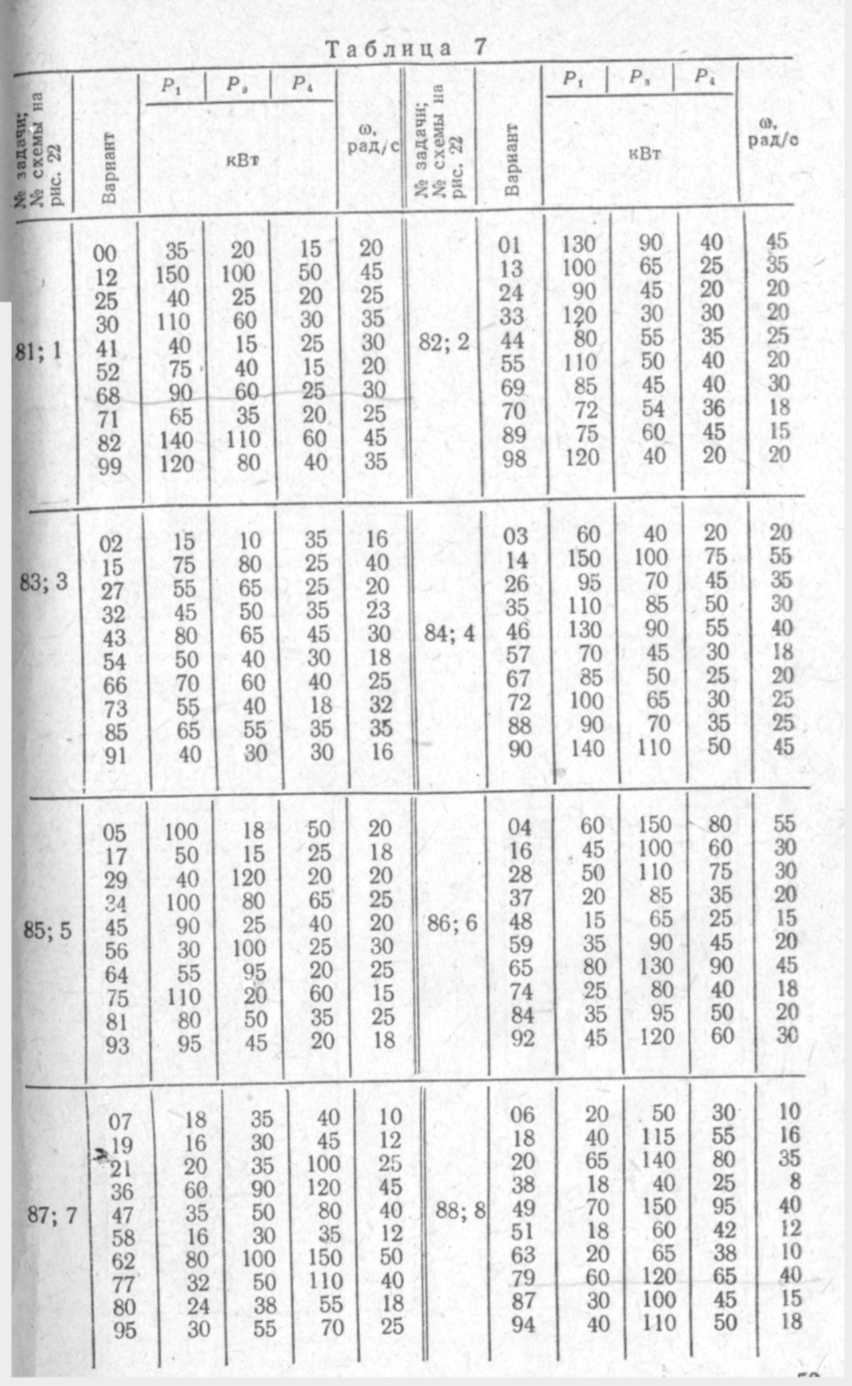 Таблица 7
№ задачи; № схемы на рис. 22 Вариант P₁ P₃ P₄ ω, рад/с № задачи; № схемы на рис. 22 Вариант P₁ P₃ P₄ ω, рад/с
кВт кВт
00 35 20 15 20 01 130 90 40 45
12 150 100 50 45 13 100 65 25 35
25 40 25 20 25 24 90 45 20 20
30 110 60 30 35 33 120 30 30 20
81; 1 41 40 15 25 30 82; 2 44 80 55 35 25
52 75 40 15 20 55 110 50 40 20
68 90 60 25 30 69 85 45 40 30
71 65 35 20 25 70 72 54 36 18
82 140 110 60 45 89 75 60 45 15
99 120 80 40 35 98 120 40 20 20
02 15 10 35 16 03 60 40 20 20
15 75 80 25 40 14 150 100 75 55
83; 3 27 55 65 25 20 26 95 70 45 35
32 45 50 35 23 35 110 85 50 30
43 80 65 45 30 84; 4 46 130 90 55 40
54 50 40 30 18 57 70 45 30 18
66 70 60 40 25 67 85 50 25 20
73 55 40 18 32 72 100 65 30 25
85 65 55 35 35 88 90 70 35 25
91 40 30 30 16 90 140 110 50 45
05 100 18 50 20 04 60 150 80 55
17 50 15 25 18 16 45 100 60 30
29 40 120 20 20 28 50 110 75 30
34 100 80 65 25 37 20 85 35 20
85; 5 45 90 25 40 20 86; 6 48 15 65 25 15
56 30 100 25 30 59 35 90 45 20
64 55 95 20 25 65 80 130 90 45
75 110 20 60 15 74 25 80 40 18
81 80 50 35 25 84 35 95 50 20
93 95 45 20 18 92 45 120 60 30
07 18 35 40 10 06 20 50 30 10
19 16 30 45 12 18 40 115 55 16
21 20 35 100 25 20 65 140 80 35
36 60 90 120 45 38 18 40 25 8
87; 7 47 35 50 80 40 88; 8 49 70 150 95 40
58 16 30 35 12 51 18 60 42 12
62 80 100 150 50 63 20 65 38 10
77 32 50 110 40 79 60 120 65 40
80 24 38 55 18 87 30 100 45 15
95 30 55 70 25 94 40 110 50 18